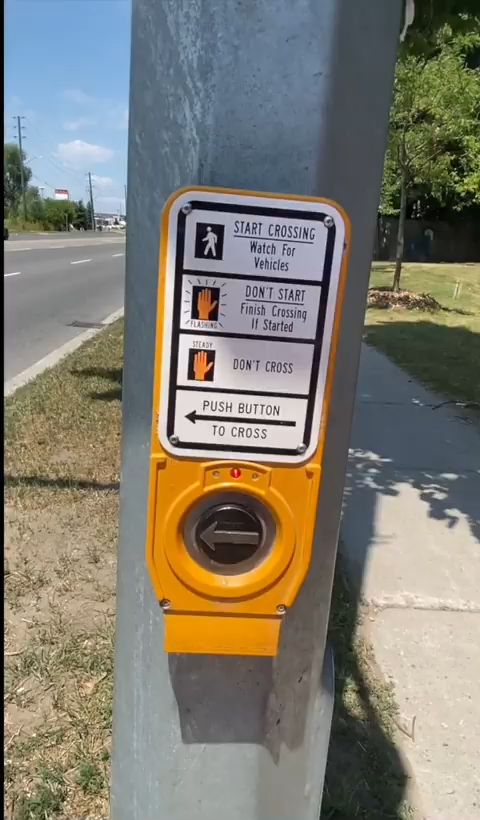 START CROSSING
Watch For
Vehicles
DON'T START
Finish Crossing
If Started
FLASHING
STEADY
DON'T CROSS
PUSH BUTTON
TO CROSS